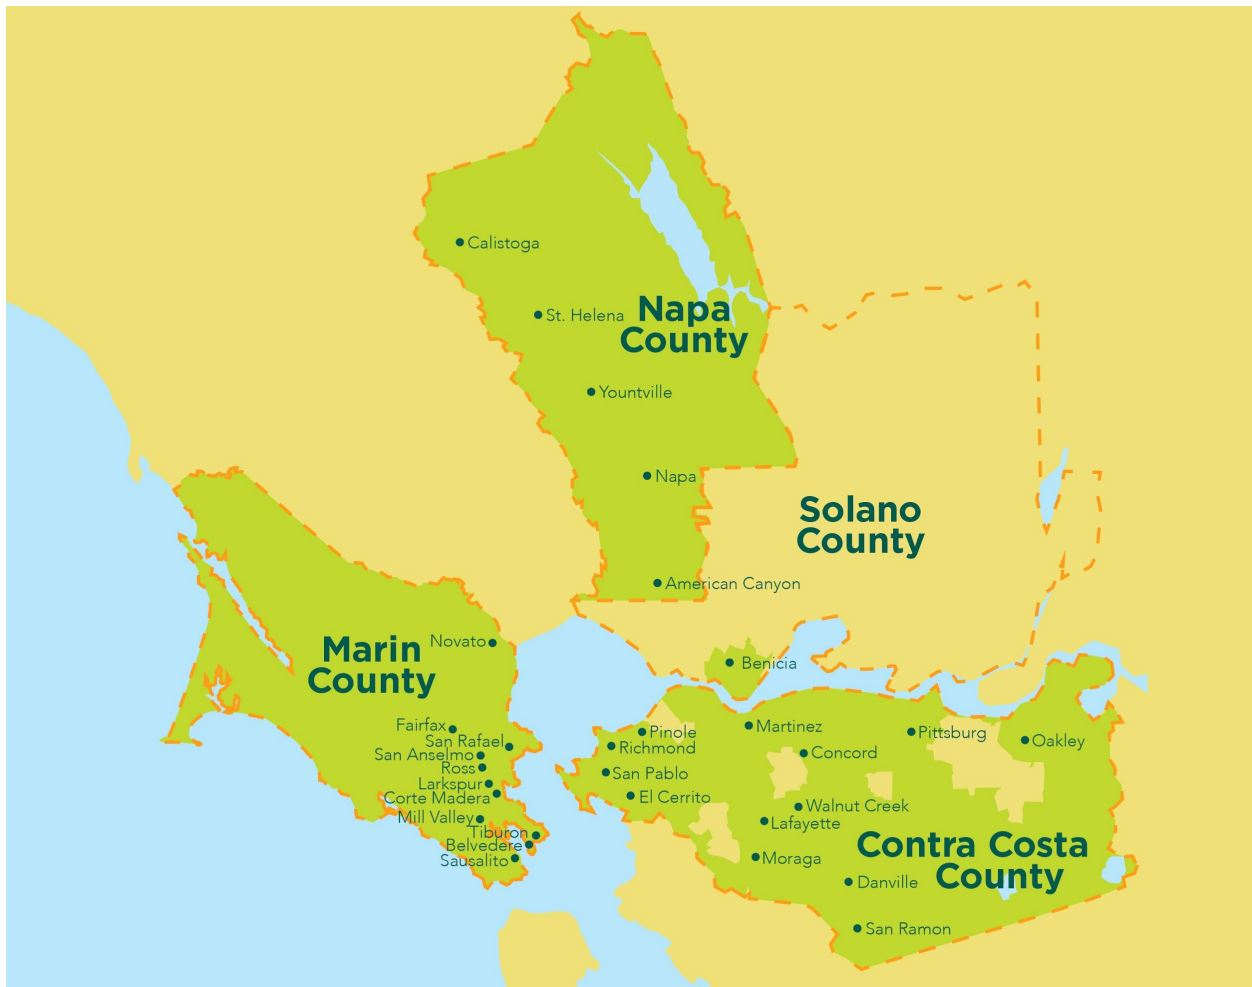 Calistoga
St. Helena
Napa
County
Yountville
Napa
Solano
County
American Canyon
Novato
Marin
County
Benicia
Fairfax
San Rafael
San Anselmo
Ross
Larkspur
Corte Madera
Mill Valley
Tiburon
Belvedere
Sausalito
Pinole
Richmond
San Pablo
El Cerrito
Martinez
Concord
Pittsburg
Oakley
Walnut Creek
Lafayette
Moraga
Contra Costa
County
Danville
San Ramon